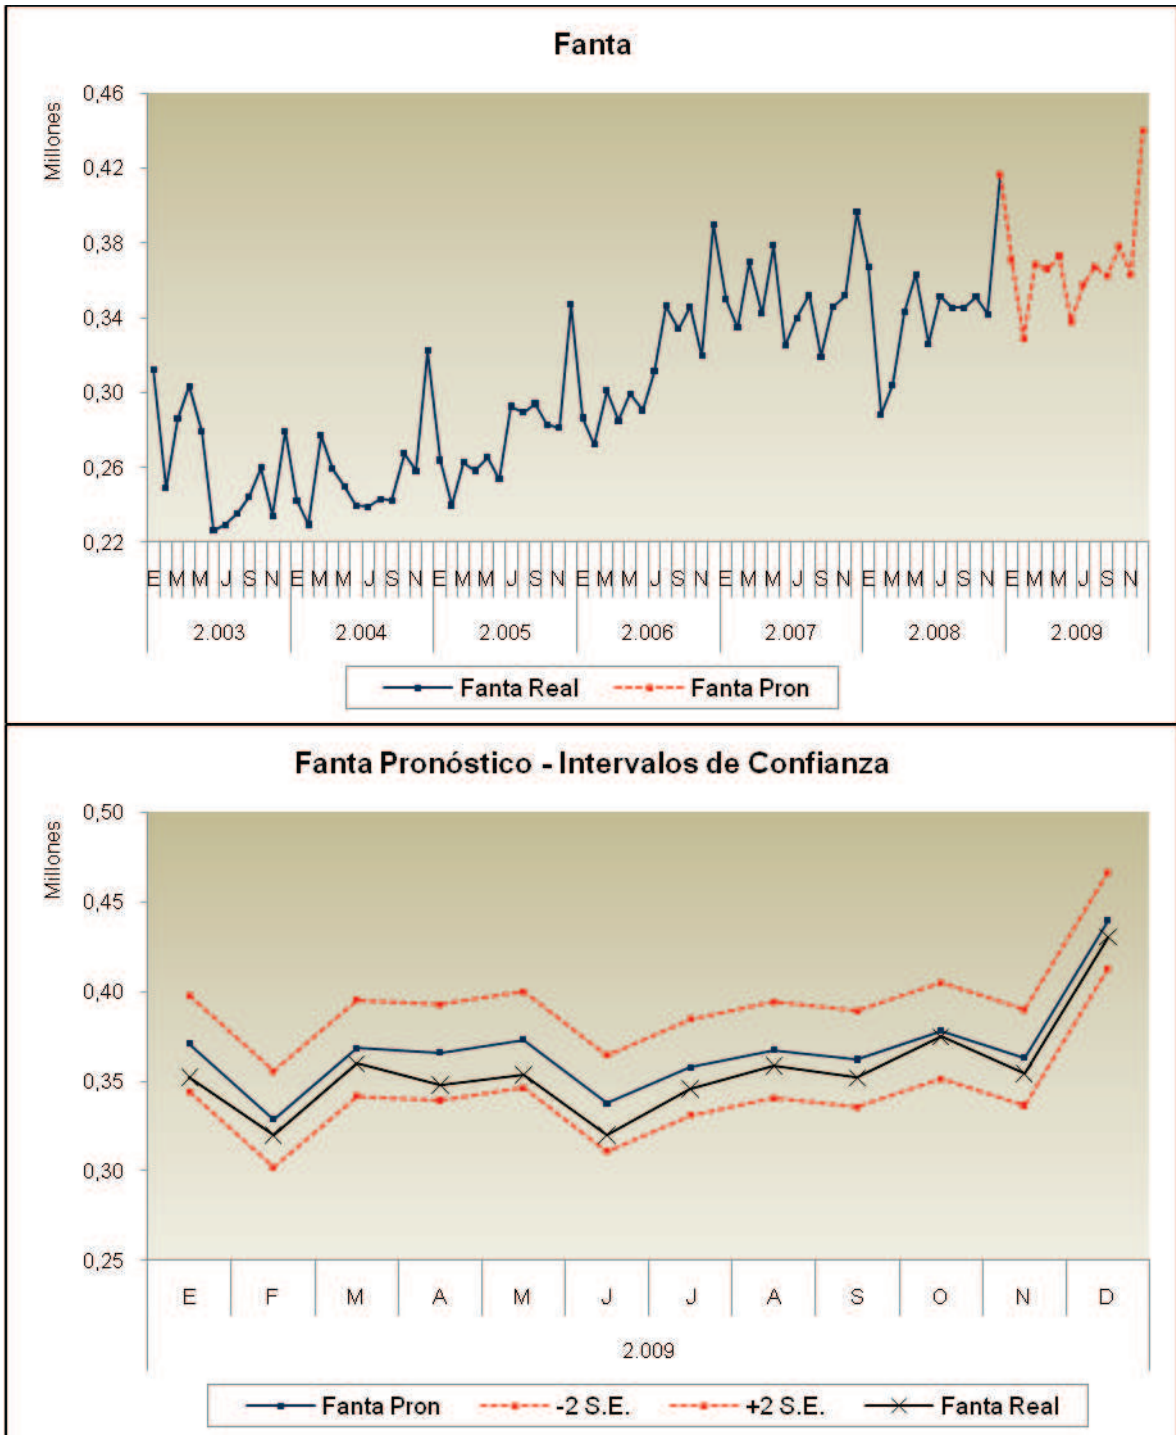 Fanta
Millones
0,46
0,42
0,38
0,34
0,30
0,26
0,22
E M M J S N E M M J S N E M M J S N E M M J S N E M M J S N E M M J S N E M M J S N
2.003 2.004 2.005 2.006 2.007 2.008 2.009
Fanta Real Fanta Pron
Fanta Pronóstico - Intervalos de Confianza
Millones
0,50
0,45
0,40
0,35
0,30
0,25
E F M A M J J A S O N D
2.009
Fanta Pron -2 S.E. +2 S.E. Fanta Real